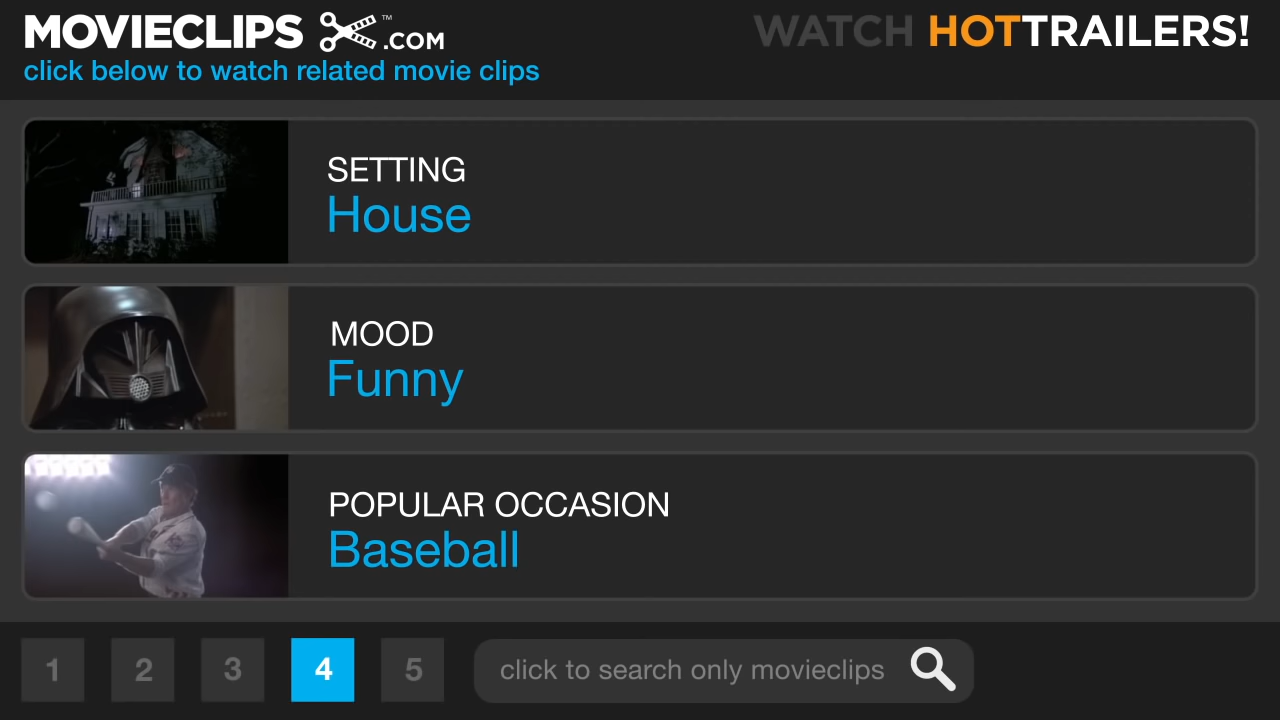 MOVIECLIPS ™ .COM
WATCH HOTTRAILERS!
click below to watch related movie clips
SETTING
House
MOOD
Funny
POPULAR OCCASION
Baseball
1 2 3 4 5 click to search only movieclips